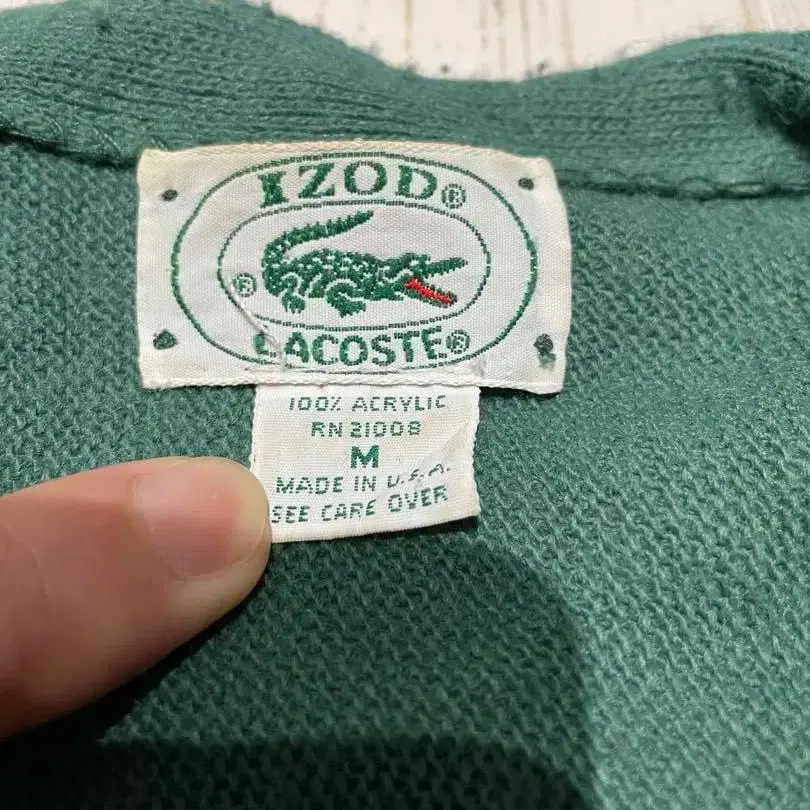 IZOD®
®
LACOSTE®
100% ACRYLIC
RN 21008
M
MADE IN U.S.A.
SEE CARE OVER